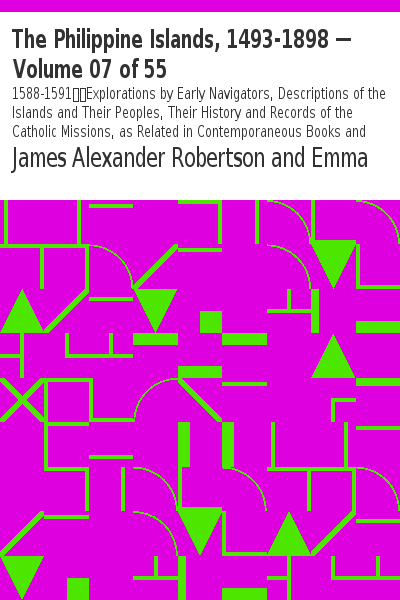 The Philippine Islands, 1493-1898 —
Volume 07 of 55
1588-1591▯▯Explorations by Early Navigators, Descriptions of the
Islands and Their Peoples, Their History and Records of the
Catholic Missions, as Related in Contemporaneous Books and
James Alexander Robertson and Emma